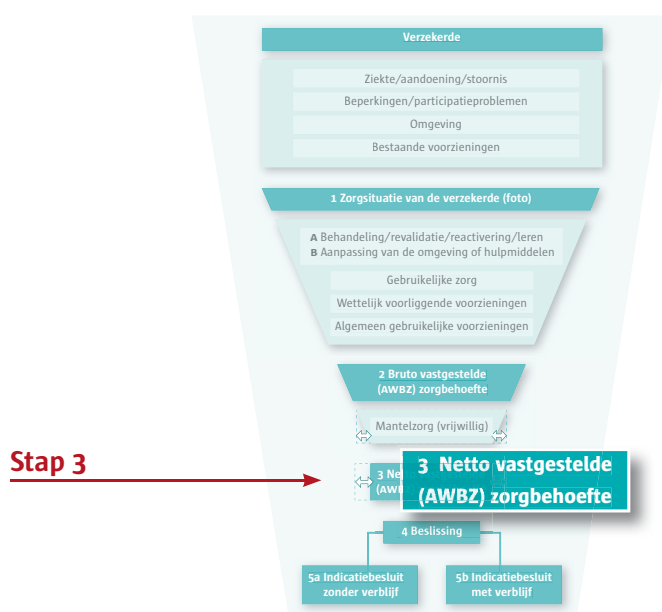 Verzekerde
Ziekte/aandoening/stoornis
Beperkingen/participatieproblemen
Omgeving
Bestaande voorzieningen
1 Zorgsituatie van de verzekerde (foto)
A Behandeling/revalidatie/reactivering/leren
B Aanpassing van de omgeving of hulpmiddelen
Gebruikelijke zorg
Wettelijk voorliggende voorzieningen
Algemeen gebruikelijke voorzieningen
2 Bruto vastgestelde
(AWBZ) zorgbehoefte
Mantelzorg (vrijwillig)
Stap 3
3 Netto vastgestelde
(AWBZ) zorgbehoefte
4 Beslissing
5a Indicatiebesluit
zonder verblijf
5b Indicatiebesluit
met verblijf